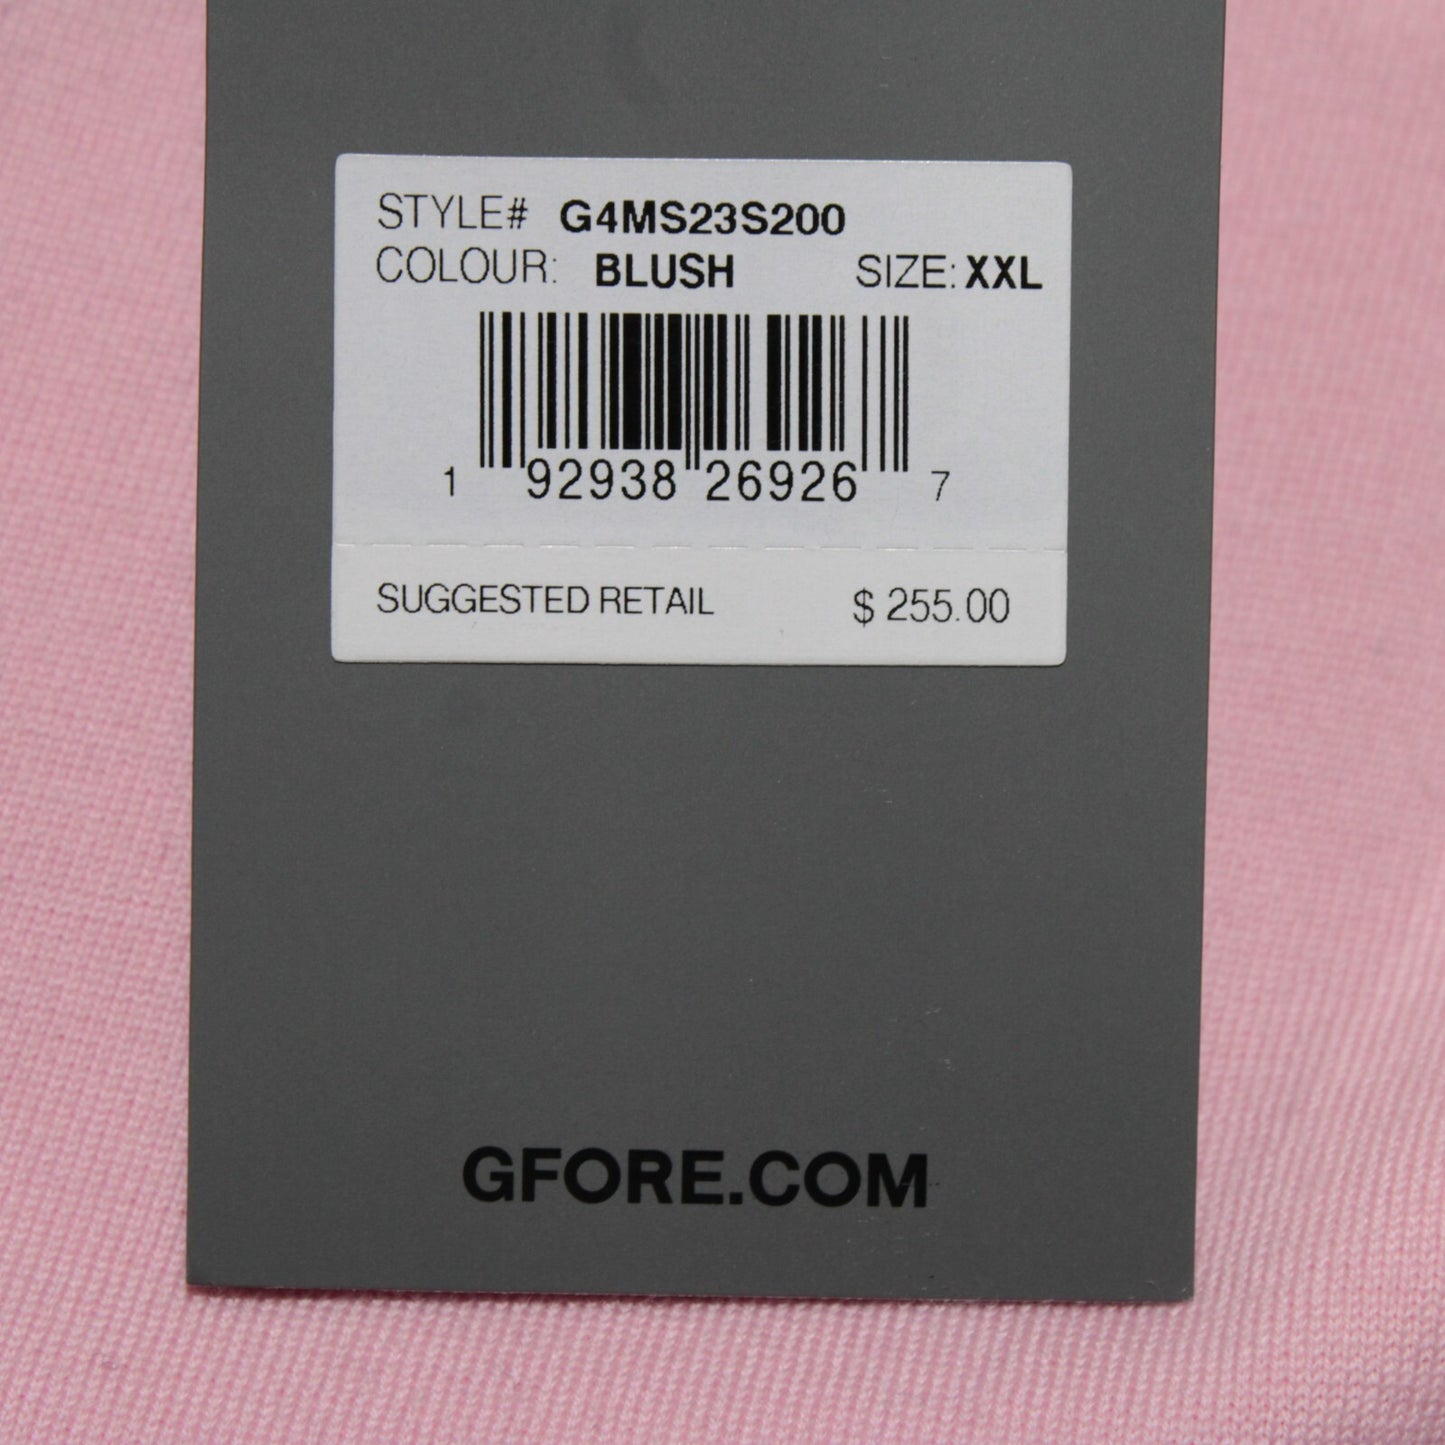 STYLE# G4MS23S200
COLOUR: BLUSH SIZE: XXL
1 92938 26926 7
SUGGESTED RETAIL $ 255.00
GFORE.COM